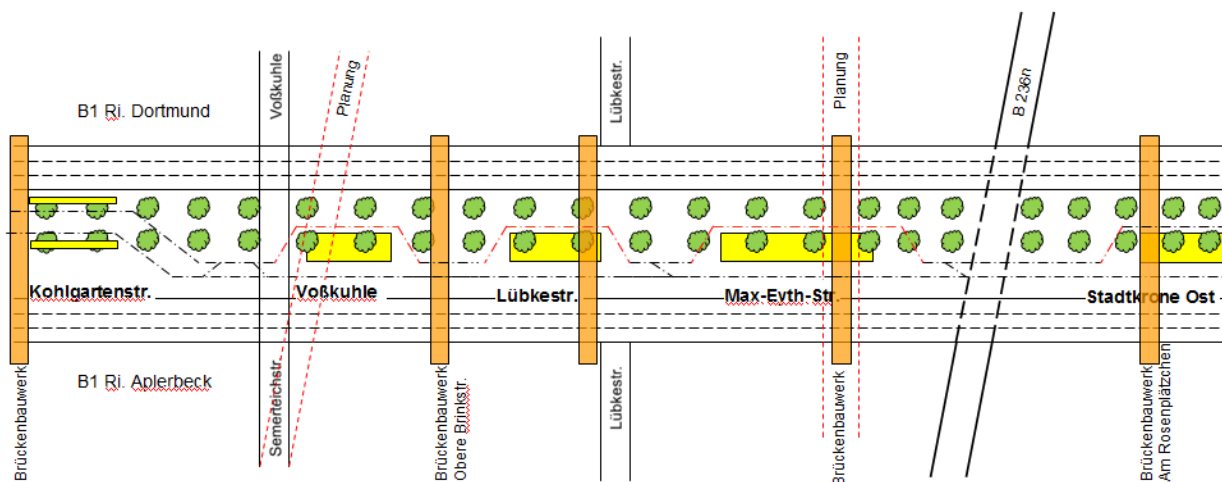 B1 Ri. Dortmund
Voßkuhle
Planung
Lübkestr.
Planung
B 236n
Kohlgartenstr.
Voßkuhle
Lübkestr.
Max-Eyth-Str.
Stadtkrone Ost
B1 Ri. Aplerbeck
Brückenbauwerk
Semerteichstr.
Brückenbauwerk
Obere Brinkstr.
Lübkestr.
Brückenbauwerk
Brückenbauwerk
Am Rosenplätzchen